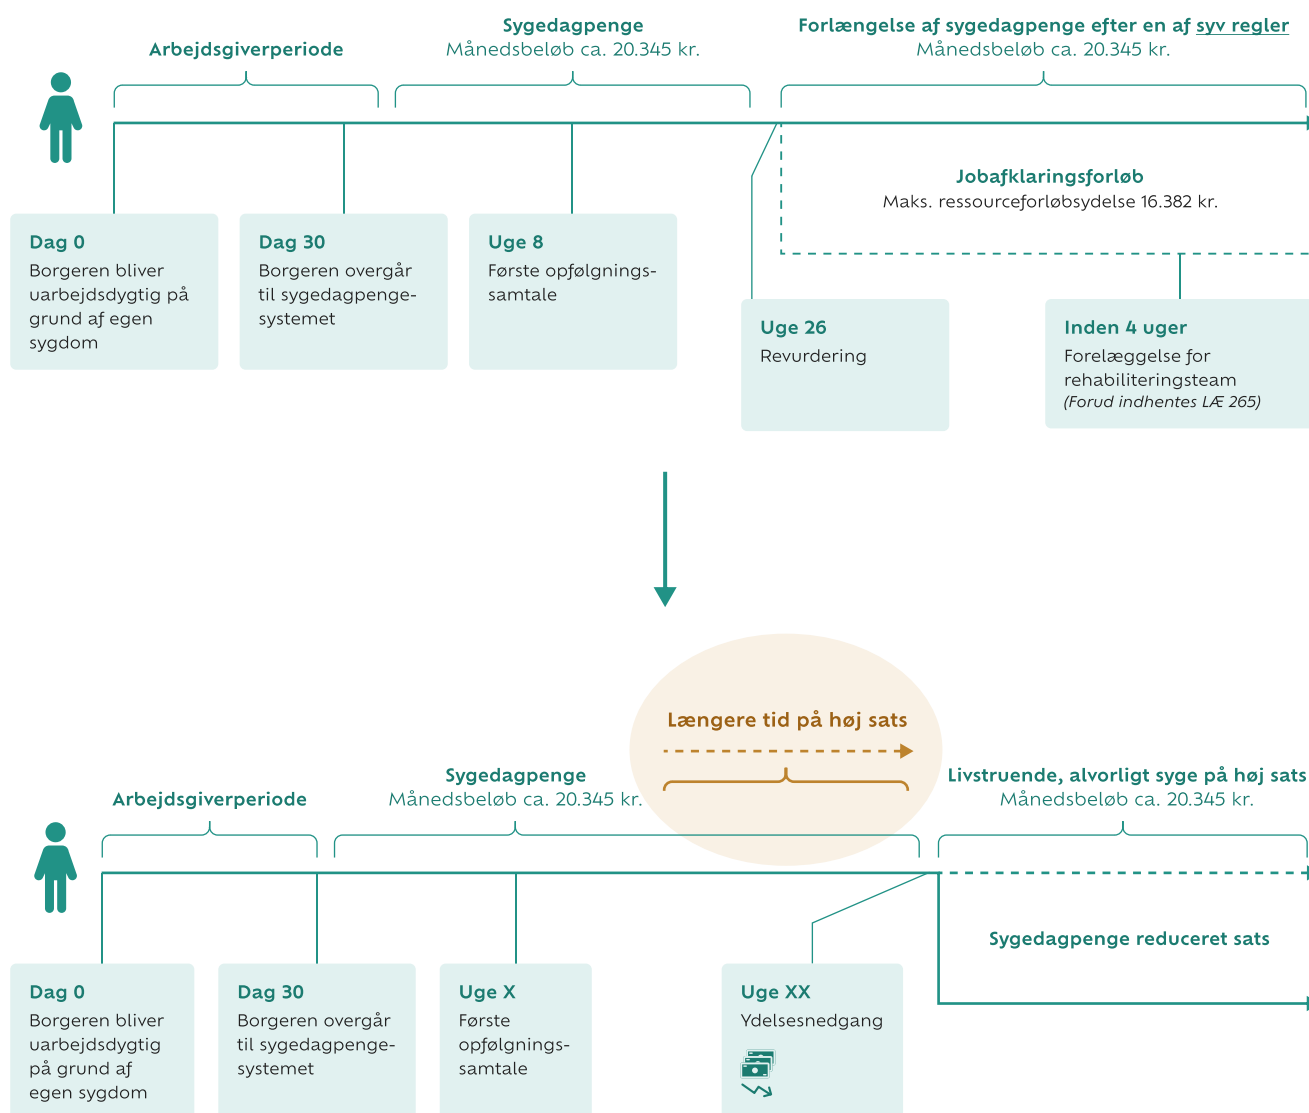 Arbejdsgiverperiode
Sygedagpenge
Månedsbeløb ca. 20.345 kr.
Forlængelse af sygedagpenge efter en af syv regler
Månedsbeløb ca. 20.345 kr.
Jobafklaringsforløb
Maks. ressourceforløbsydelse 16.382 kr.
Dag 0
Borgeren bliver
uarbejdsdygtig på
grund af egen
sygdom
Dag 30
Borgeren overgår
til sygedagpenge-
systemet
Uge 8
Første opfølgnings-
samtale
Uge 26
Revurdering
Inden 4 uger
Forelæggelse for
rehabiliteringsteam
(Forud indhentes LÆ 265)
Længere tid på høj sats
Arbejdsgiverperiode
Sygedagpenge
Månedsbeløb ca. 20.345 kr.
Livstruende, alvorligt syge på høj sats
Månedsbeløb ca. 20.345 kr.
Sygedagpenge reduceret sats
Dag 0
Borgeren bliver
uarbejdsdygtig
på grund af
egen sygdom
Dag 30
Borgeren overgår
til sygedagpenge-
systemet
Uge X
Første
opfølgnings-
samtale
Uge XX
Ydelsesnedgang